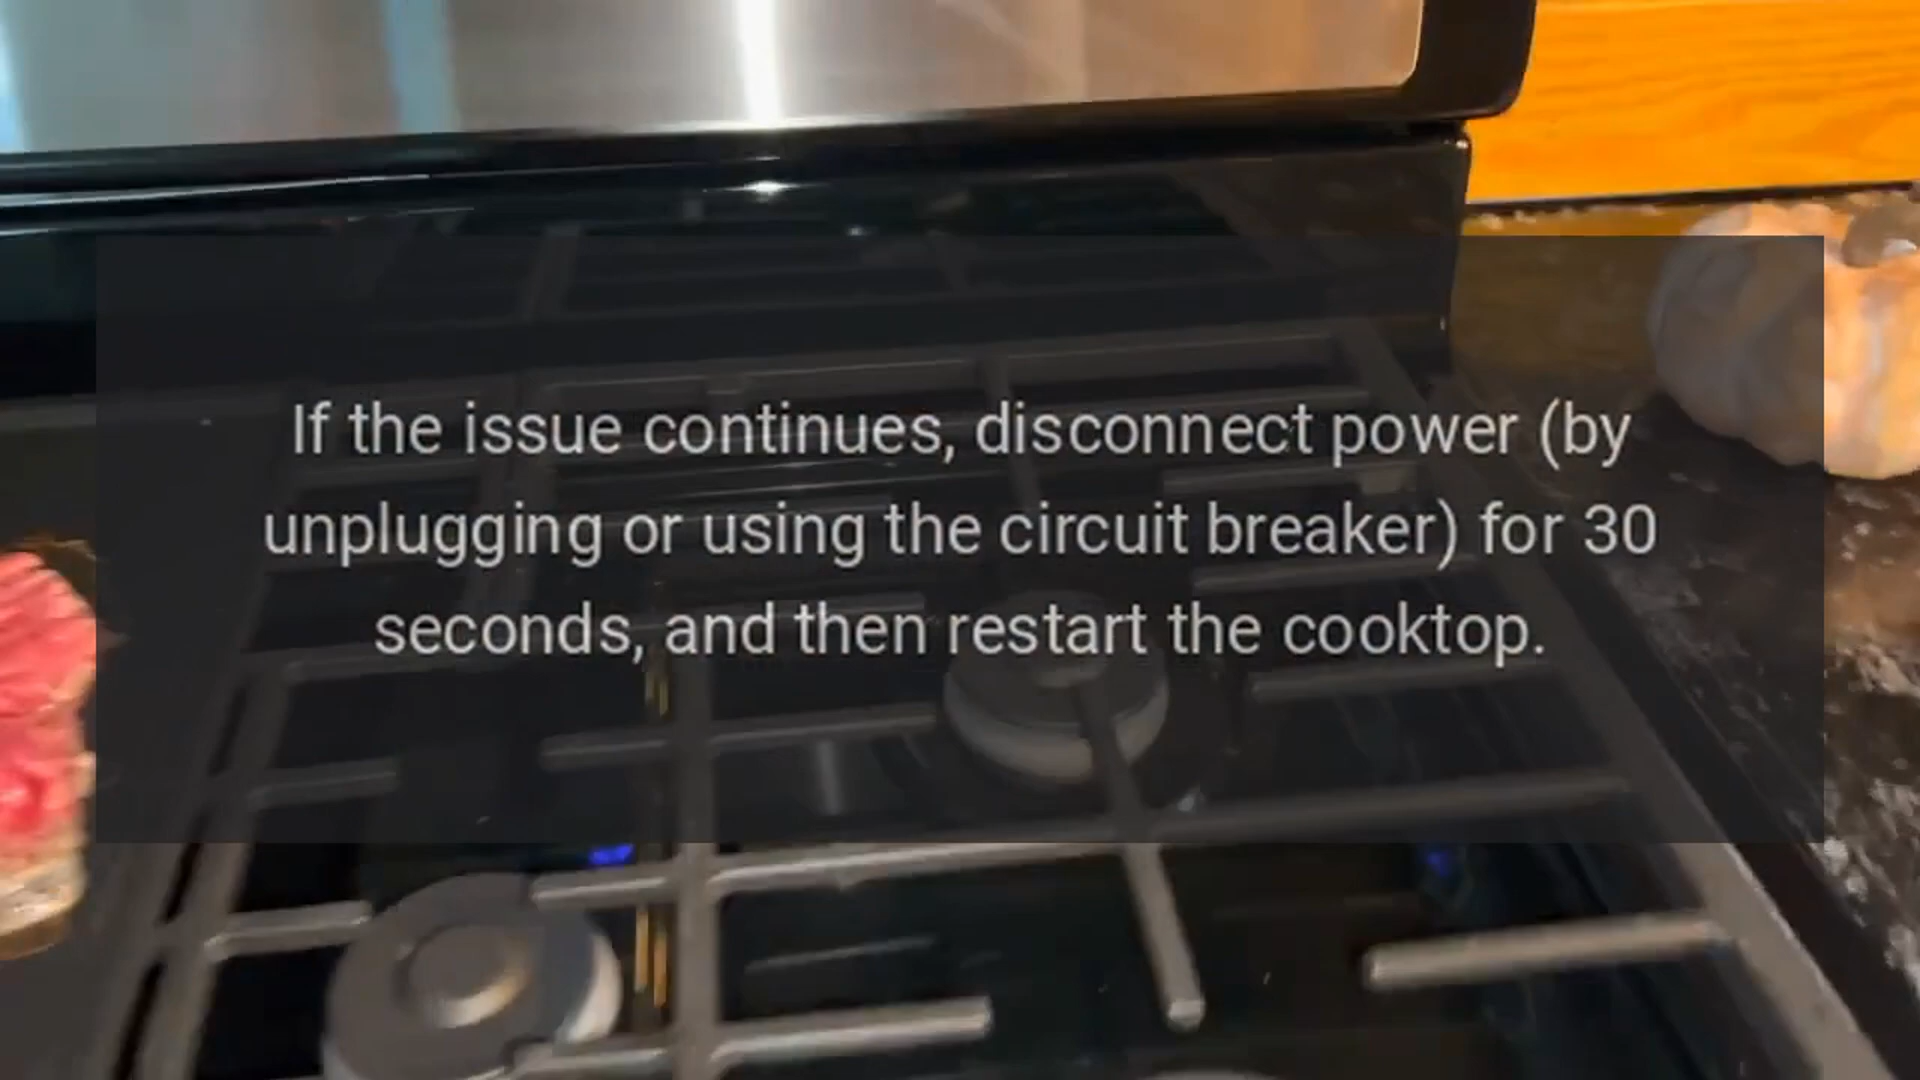 If the issue continues, disconnect power (by
unplugging or using the circuit breaker) for 30
seconds, and then restart the cooktop.